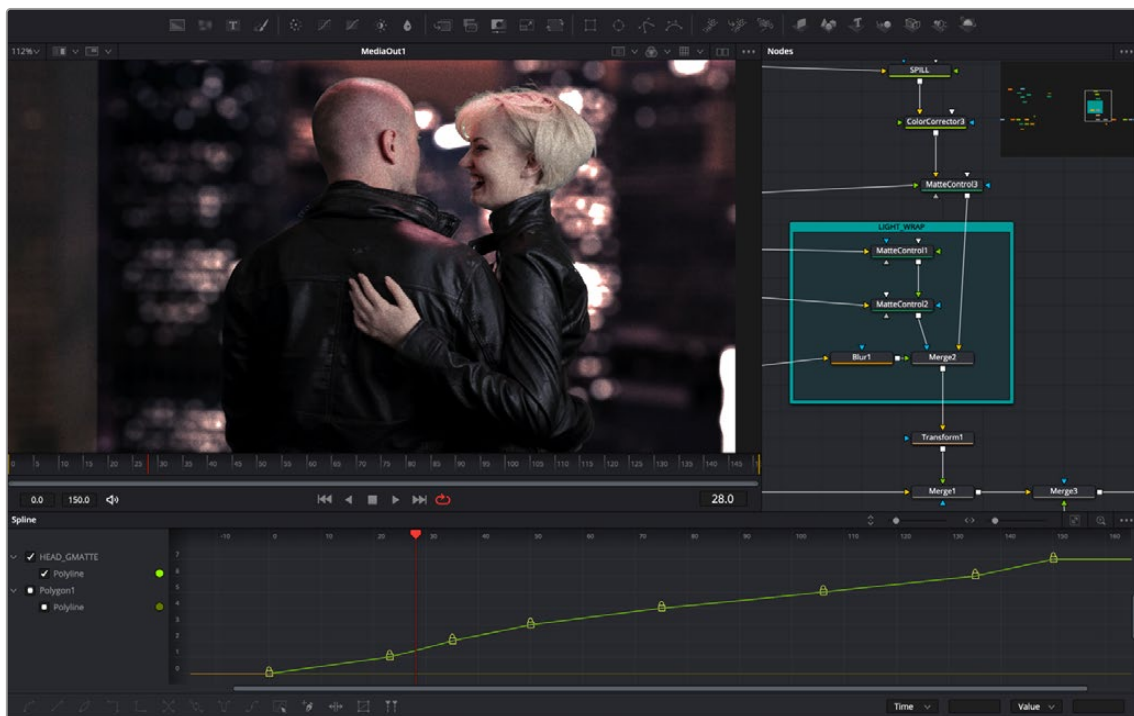 112%
MediaOut1
Nodes
SPILL
ColorCorrector3
MatteControl3
LIGHT_WRAP
MatteControl1
MatteControl2
Blur1
Merge2
Transform1
Merge1
Merge3
0 5 10 15 20 25 30 35 40 45 50 55 60 65 70 75 80 85 90 95 100 105 110 115 120 125 130 135 140 145
0.0 150.0 28.0
Spline
-10 0 10 20 30 40 50 60 70 80 90 100 110 120 130 140 150 160
HEAD_GMATTE
Polyline
Polygon1
Polyline
7
6
5
4
3
2
1
0
Time Value